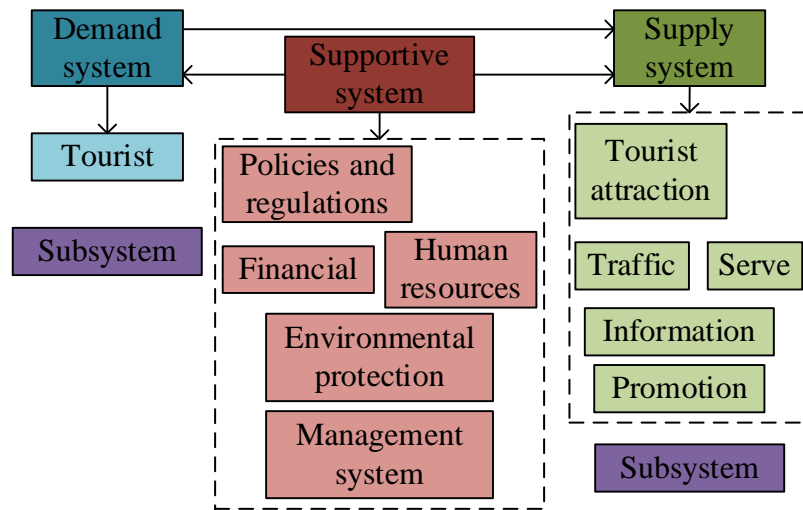 Demand
system
Supportive
system
Supply
system
Tourist
Policies and
regulations
Tourist
attraction
Subsystem
Financial
Human
resources
Traffic
Serve
Environmental
protection
Information
Promotion
Management
system
Subsystem